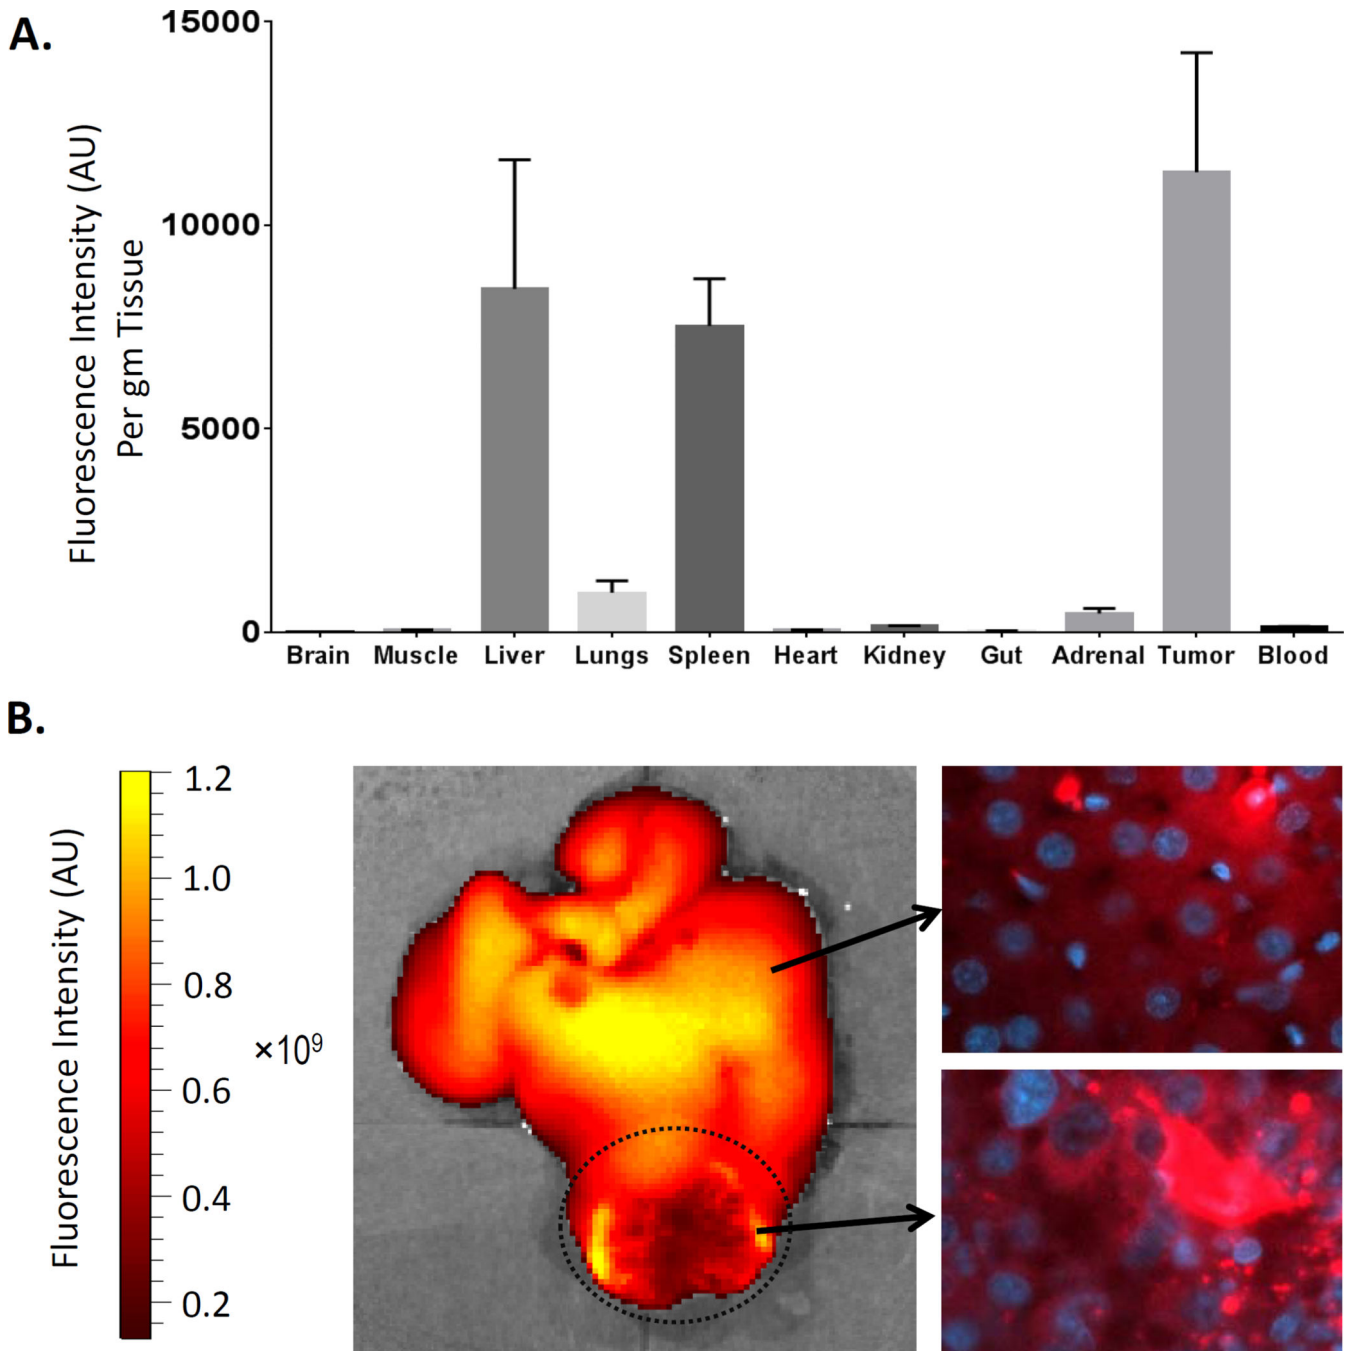 A.
Fluorescence Intensity (AU)
Per gm Tissue
15000
10000
5000
0
Brain Muscle Liver Lungs Spleen Heart Kidney Gut Adrenal Tumor Blood
B.
Fluorescence Intensity (AU)
1.2
1.0
0.8
0.6
0.4
0.2
×10⁹